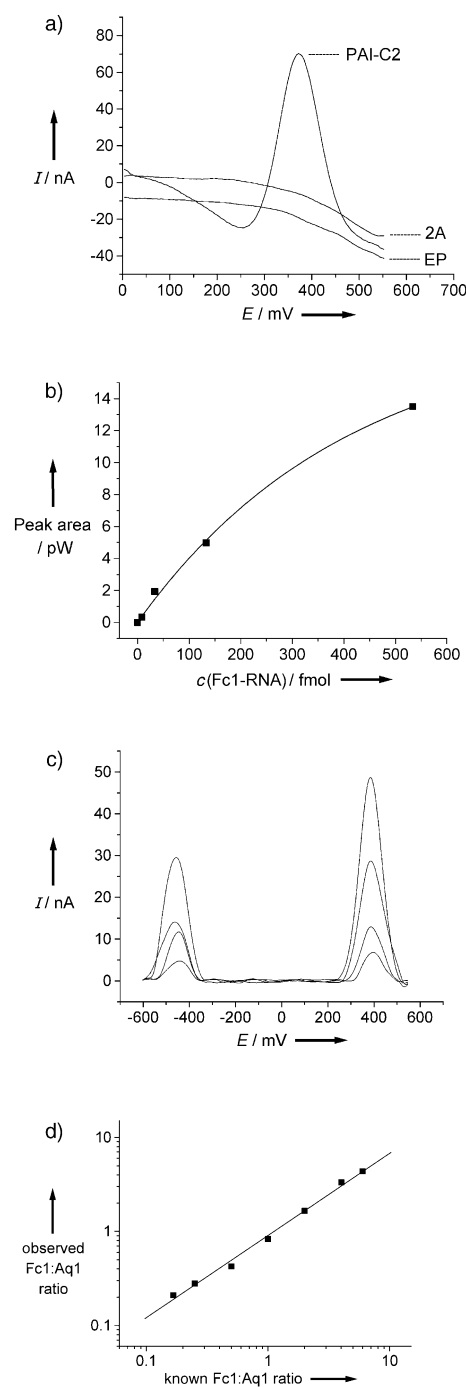 a)
80
60
40
20
0
-20
-40
I / nA
PAI-C2
2A
EP
0 100 200 300 400 500 600 700
E / mV
b)
14
12
10
8
6
4
2
0
Peak area
/ pW
0 100 200 300 400 500 600
c(Fc1-RNA) / fmol
c)
50
40
30
20
10
0
I / nA
-600 -400 -200 0 200 400 600
E / mV
d)
10
1
0.1
observed
Fc1:Aq1
ratio
0.1 1 10
known Fc1:Aq1 ratio